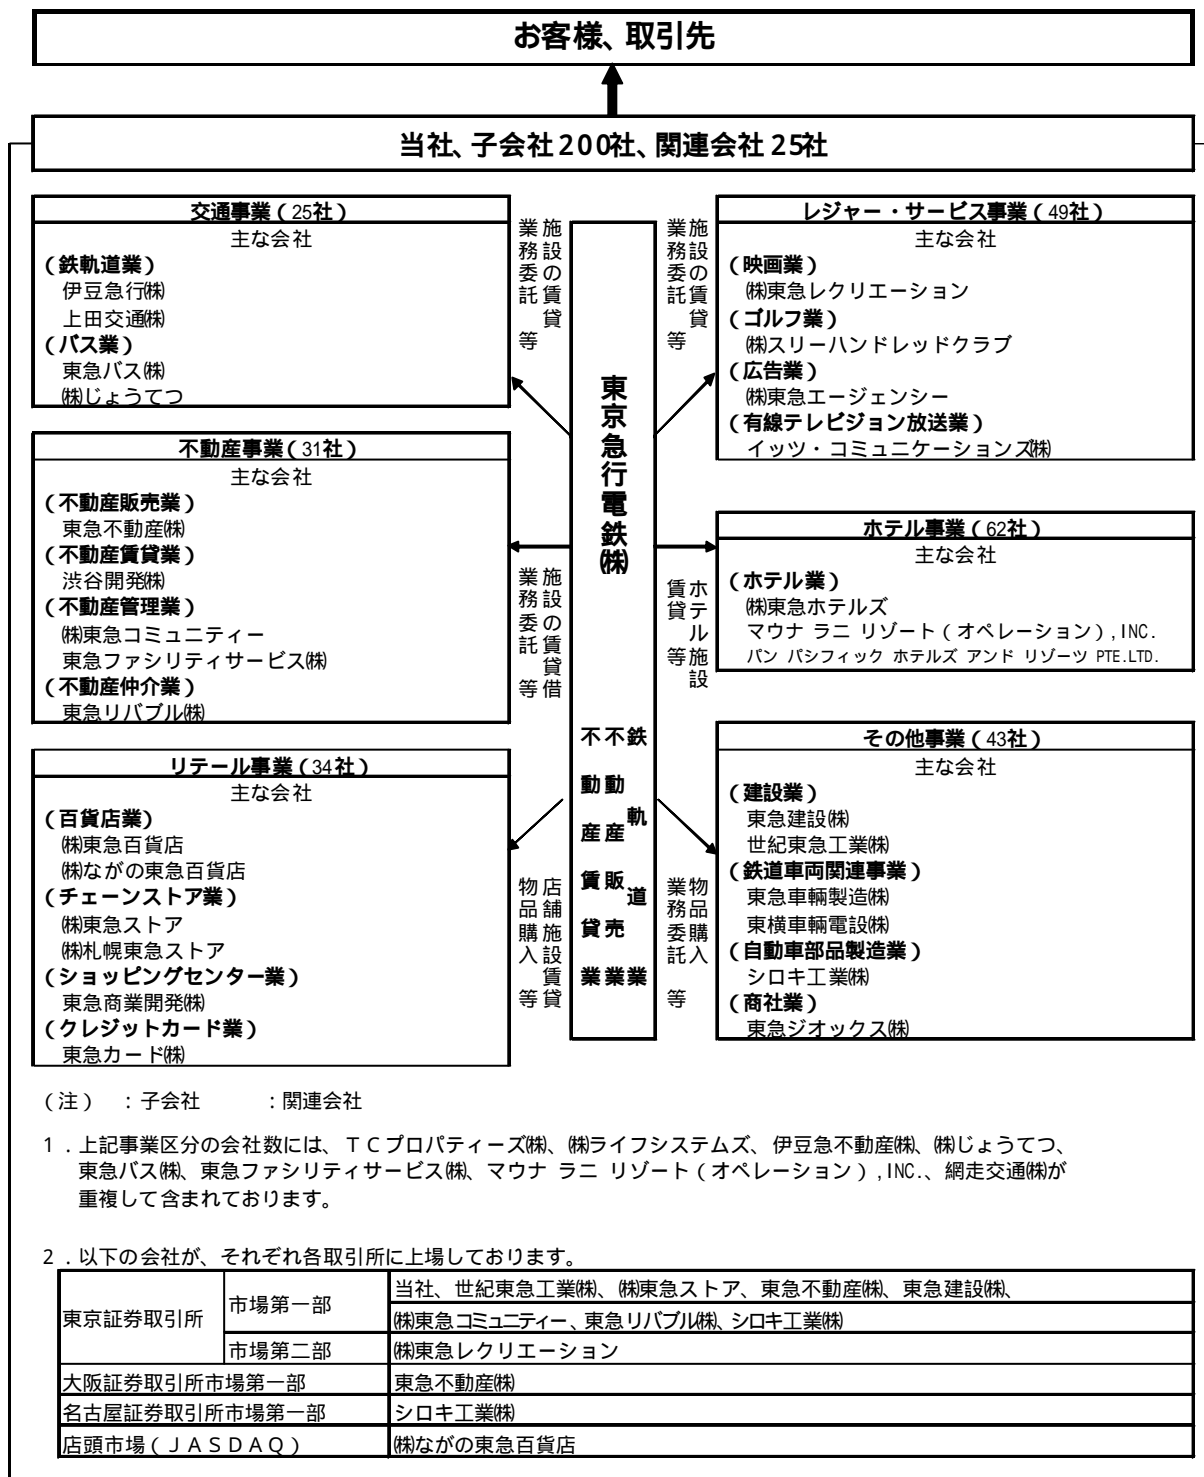 お客様、取引先
当社、子会社200社、関連会社25社
交通事業(25社)
主な会社
(鉄軌道業)
伊豆急行㈱
上田交通㈱
(バス業)
東急バス㈱
㈱じょうてつ
施設の賃貸
業務委託 等
不動産事業(31社)
主な会社
(不動産販売業)
東急不動産㈱
(不動産賃貸業)
渋谷開発㈱
(不動産管理業)
㈱東急コミュニティー
東急ファシリティサービス㈱
(不動産仲介業)
東急リバブル㈱
施設の賃貸借
業務委託 等
リテール事業(34社)
主な会社
(百貨店業)
㈱東急百貨店
㈱ながの東急百貨店
(チェーンストア業)
㈱東急ストア
㈱札幌東急ストア
(ショッピングセンター業)
東急商業開発㈱
(クレジットカード業)
東急カード㈱
店舗施設賃貸
物品購入 等
東京急行電鉄㈱
鉄軌道業
不動産販売業
不動産賃貸業
施設の賃貸
業務委託 等
レジャー・サービス事業(49社)
主な会社
(映画業)
㈱東急レクリエーション
(ゴルフ業)
㈱スリーハンドレッドクラブ
(広告業)
㈱東急エージェンシー
(有線テレビジョン放送業)
イッツ・コミュニケーションズ㈱
ホテル施設
賃貸 等
ホテル事業(62社)
主な会社
(ホテル業)
㈱東急ホテルズ
マウナ ラニ リゾート(オペレーション),INC.
パン パシフィック ホテルズ アンド リゾーツ PTE.LTD.
物品購入
業務委託 等
その他事業(43社)
主な会社
(建設業)
東急建設㈱
世紀東急工業㈱
(鉄道車両関連事業)
東急車輛製造㈱
東横車輛電設㈱
(自動車部品製造業)
シロキ工業㈱
(商社業)
東急ジオックス㈱
(注) :子会社 :関連会社
1.上記事業区分の会社数には、TCプロパティーズ㈱、㈱ライフシステムズ、伊豆急不動産㈱、㈱じょうてつ、
東急バス㈱、東急ファシリティサービス㈱、マウナ ラニ リゾート(オペレーション),INC.、網走交通㈱が
重複して含まれております。
2.以下の会社が、それぞれ各取引所に上場しております。
東京証券取引所 市場第一部 当社、世紀東急工業㈱、㈱東急ストア、東急不動産㈱、東急建設㈱、
㈱東急コミュニティー、東急リバブル㈱、シロキ工業㈱
市場第二部 ㈱東急レクリエーション
大阪証券取引所市場第一部 東急不動産㈱
名古屋証券取引所市場第一部 シロキ工業㈱
店頭市場(JASDAQ) ㈱ながの東急百貨店